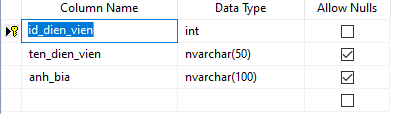 Column Name Data Type Allow Nulls
id_dien_vien int
ten_dien_vien nvarchar(50)
anh_bia nvarchar(100)